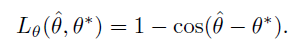 L_θ(θ̂, θ*) = 1 − cos(θ̂ − θ*).